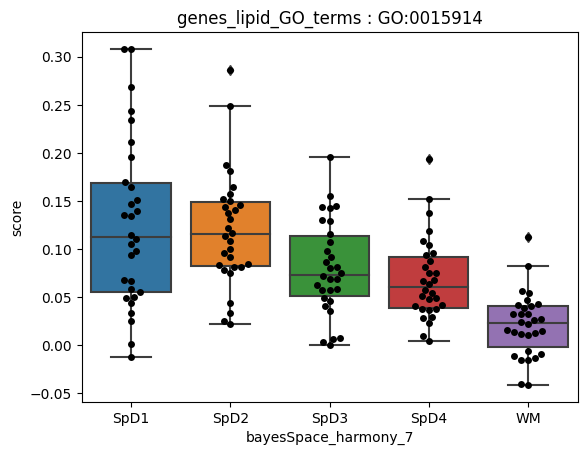 genes_lipid_GO_terms : GO:0015914
0.30
0.25
0.20
0.15
0.10
0.05
0.00
−0.05
score
SpD1 SpD2 SpD3 SpD4 WM
bayesSpace_harmony_7